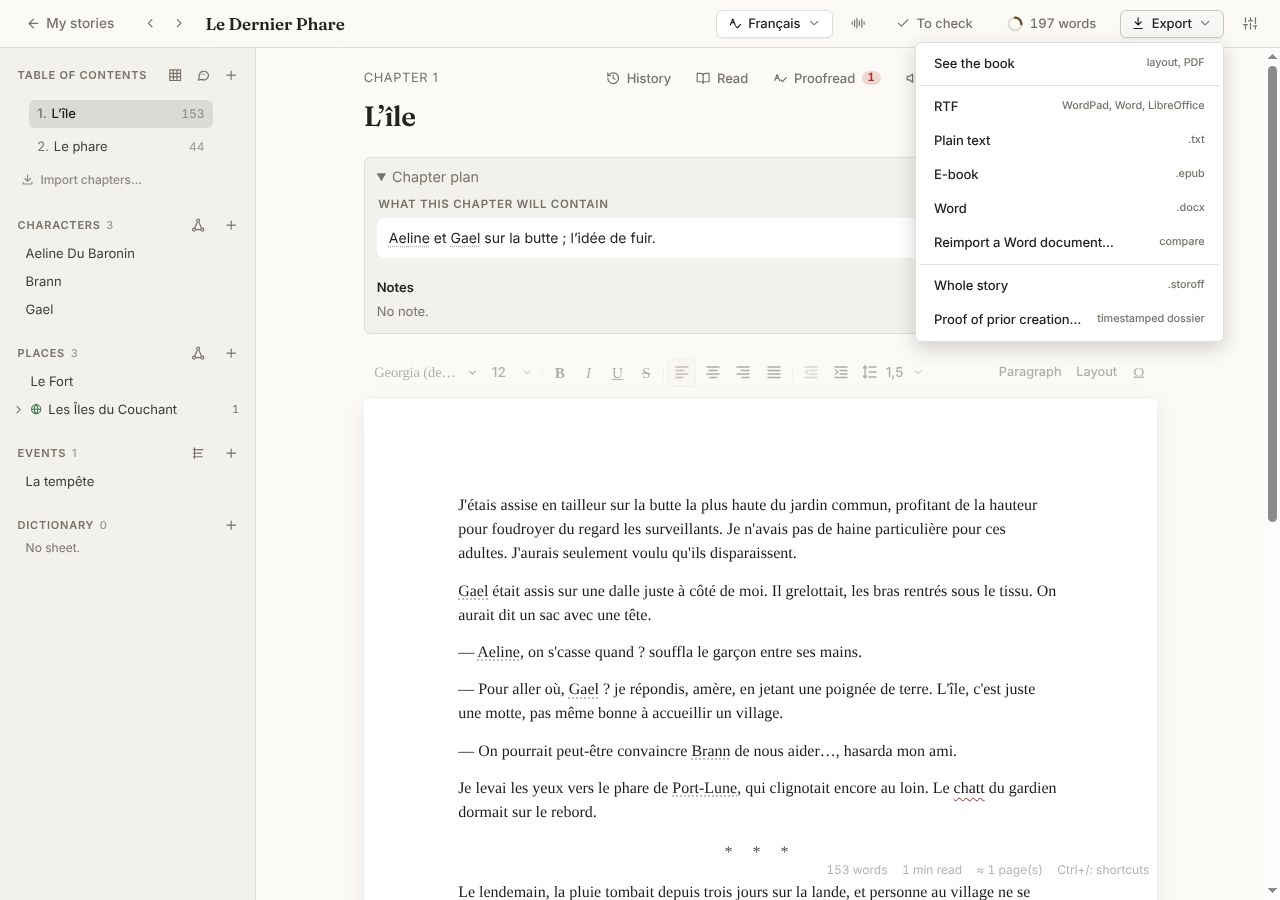 My stories
Le Dernier Phare
Français
To check
197 words
Export
TABLE OF CONTENTS
1. L'île 153
2. Le phare 44
Import chapters...
CHARACTERS 3
Aeline Du Baronin
Brann
Gael
PLACES 3
Le Fort
Les Îles du Couchant 1
EVENTS 1
La tempête
DICTIONARY 0
No sheet.
CHAPTER 1
History
Read
Proofread 1
L'île
Chapter plan
WHAT THIS CHAPTER WILL CONTAIN
Aeline et Gael sur la butte ; l'idée de fuir.
Notes
No note.
See the book layout, PDF
RTF WordPad, Word, LibreOffice
Plain text .txt
E-book .epub
Word .docx
Reimport a Word document... compare
Whole story .storoff
Proof of prior creation... timestamped dossier
Georgia (de... 12 B I U S 1,5 Paragraph Layout Ω
J'étais assise en tailleur sur la butte la plus haute du jardin commun, profitant de la hauteur
pour foudroyer du regard les surveillants. Je n'avais pas de haine particulière pour ces
adultes. J'aurais seulement voulu qu'ils disparaissent.
Gael était assis sur une dalle juste à côté de moi. Il grelottait, les bras rentrés sous le tissu. On
aurait dit un sac avec une tête.
— Aeline, on s'casse quand ? souffla le garçon entre ses mains.
— Pour aller où, Gael ? je répondis, amère, en jetant une poignée de terre. L'île, c'est juste
une motte, pas même bonne à accueillir un village.
— On pourrait peut-être convaincre Brann de nous aider…, hasarda mon ami.
Je levai les yeux vers le phare de Port-Lune, qui clignotait encore au loin. Le chatt du gardien
dormait sur le rebord.
* * *
Le lendemain, la pluie tombait depuis trois jours sur la lande, et personne au village ne se
153 words 1 min read ≈ 1 page(s) Ctrl+/: shortcuts